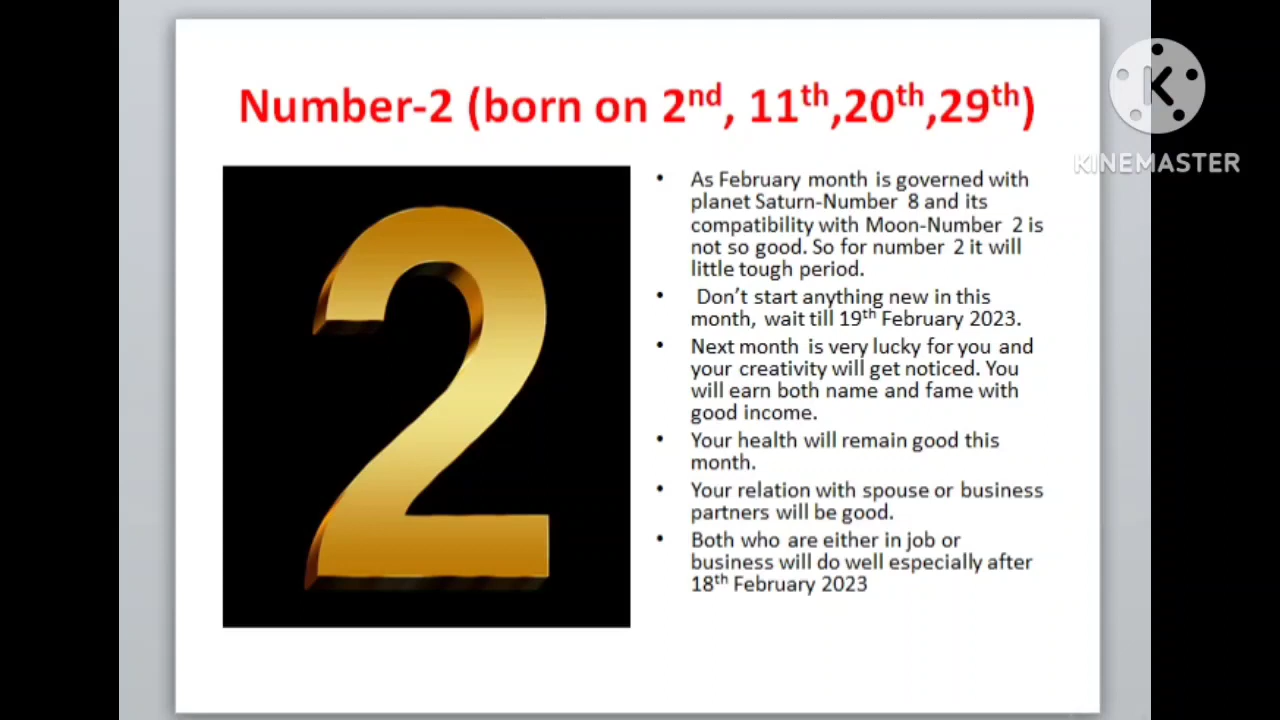 Number-2 (born on 2nd, 11th,20th,29th)
KINEMASTER
• As February month is governed with
planet Saturn-Number 8 and its
compatibility with Moon-Number 2 is
not so good. So for number 2 it will
little tough period.
• Don’t start anything new in this
month, wait till 19th February 2023.
• Next month is very lucky for you and
your creativity will get noticed. You
will earn both name and fame with
good income.
• Your health will remain good this
month.
• Your relation with spouse or business
partners will be good.
• Both who are either in job or
business will do well especially after
18th February 2023
2
K